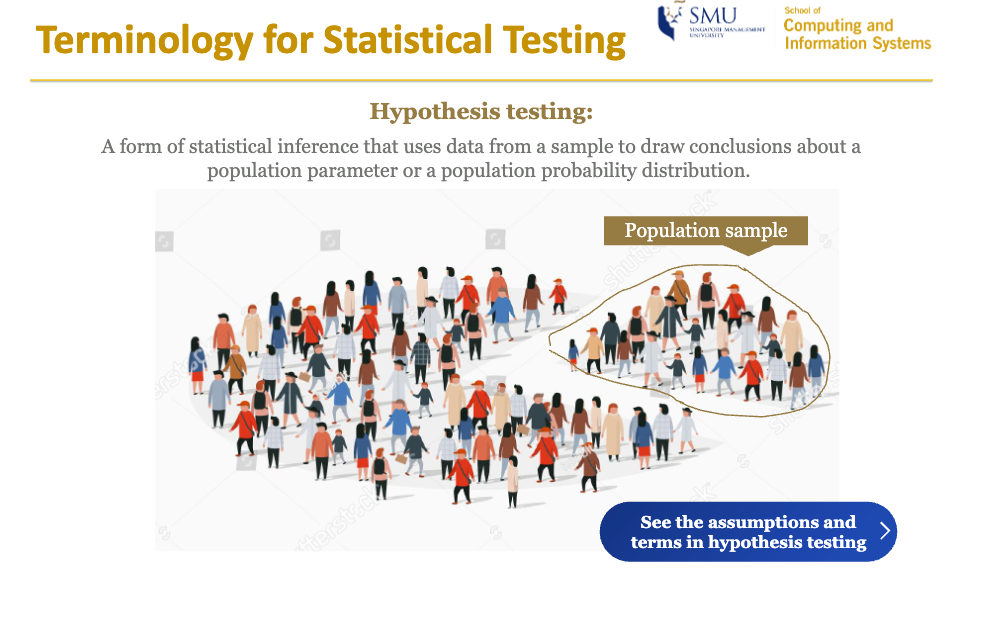 Terminology for Statistical Testing
SMU
SINGAPORE MANAGEMENT
UNIVERSITY
School of
Computing and
Information Systems
Hypothesis testing:
A form of statistical inference that uses data from a sample to draw conclusions about a
population parameter or a population probability distribution.
Population sample
See the assumptions and
terms in hypothesis testing